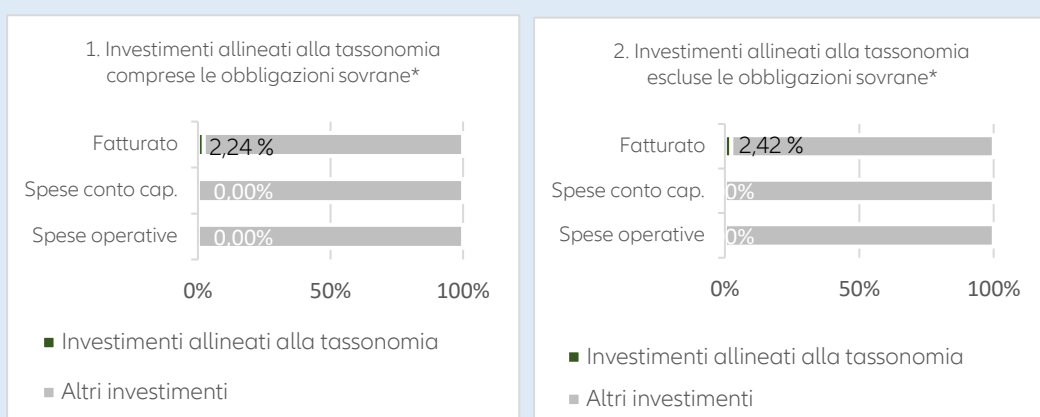 1. Investimenti allineati alla tassonomia
comprese le obbligazioni sovrane*
Fatturato
2,24 %
Spese conto cap.
0,00%
Spese operative
0,00%
0%
50%
100%
Investimenti allineati alla tassonomia
Altri investimenti
2. Investimenti allineati alla tassonomia
escluse le obbligazioni sovrane*
Fatturato
2,42 %
Spese conto cap.
0%
Spese operative
0%
0%
50%
100%
Investimenti allineati alla tassonomia
Altri investimenti